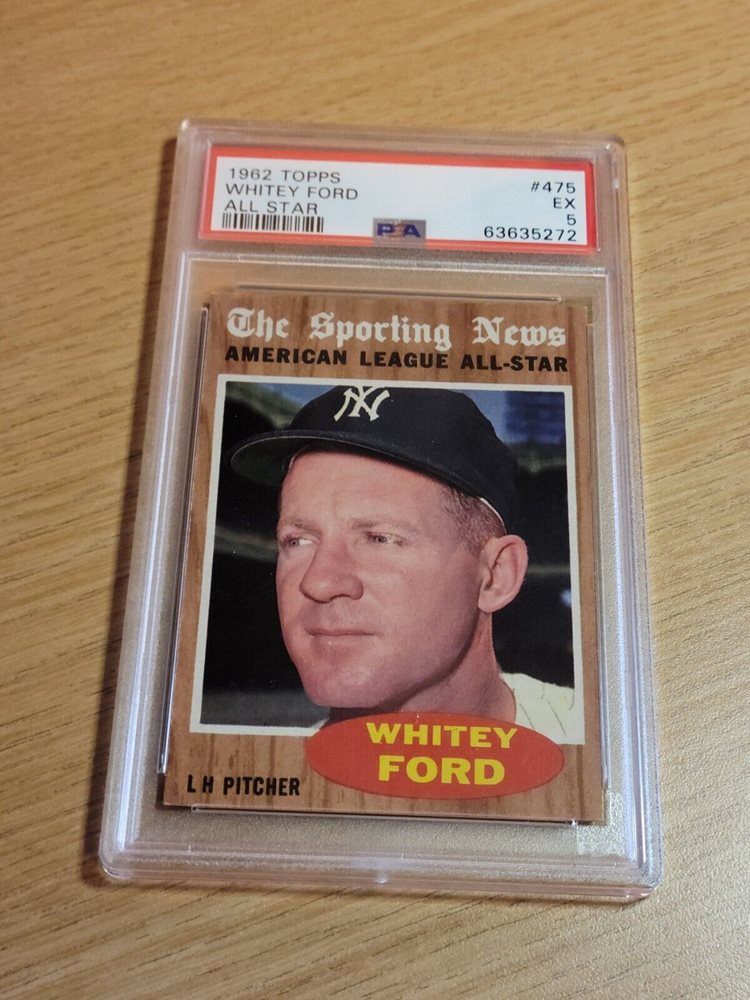 1962 TOPPS
WHITEY FORD
ALL STAR
#475
EX
5
63635272
PSA
The Sporting News
AMERICAN LEAGUE ALL-STAR
NY
WHITEY
FORD
L H PITCHER